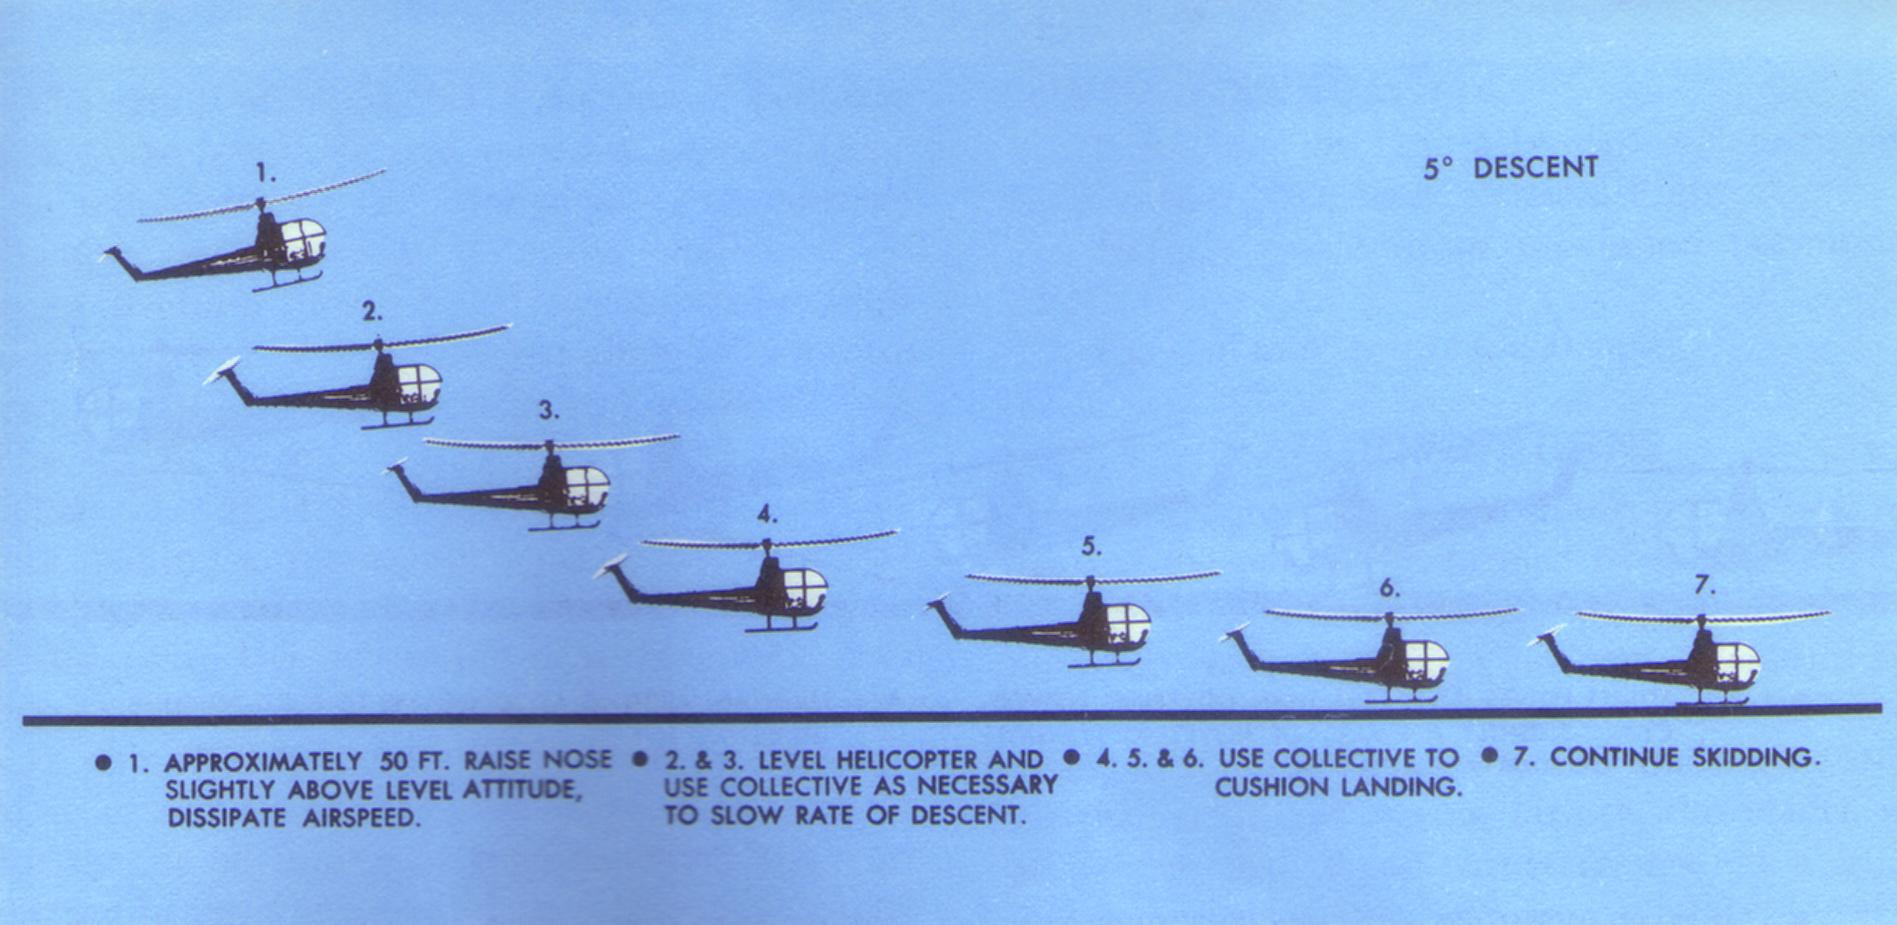 5° DESCENT
1.
2.
3.
4.
5.
6.
7.
● 1. APPROXIMATELY 50 FT. RAISE NOSE
SLIGHTLY ABOVE LEVEL ATTITUDE,
DISSIPATE AIRSPEED.
● 2. & 3. LEVEL HELICOPTER AND
USE COLLECTIVE AS NECESSARY
TO SLOW RATE OF DESCENT.
● 4. 5. & 6. USE COLLECTIVE TO
CUSHION LANDING.
● 7. CONTINUE SKIDDING.